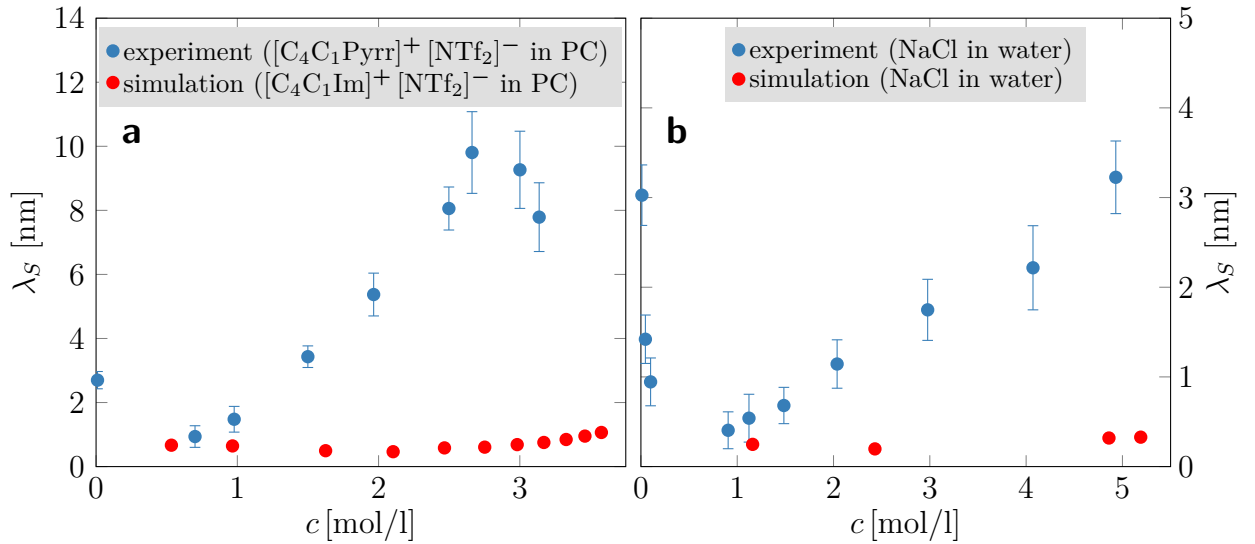 experiment ([C₄C₁Pyrr]⁺ [NTf₂]⁻ in PC)
simulation ([C₄C₁Im]⁺ [NTf₂]⁻ in PC)
a
14
12
10
8
6
4
2
0
λ_S [nm]
0 1 2 3
c [mol/l]
experiment (NaCl in water)
simulation (NaCl in water)
b
5
4
3
2
1
0
λ_S [nm]
0 1 2 3 4 5
c [mol/l]